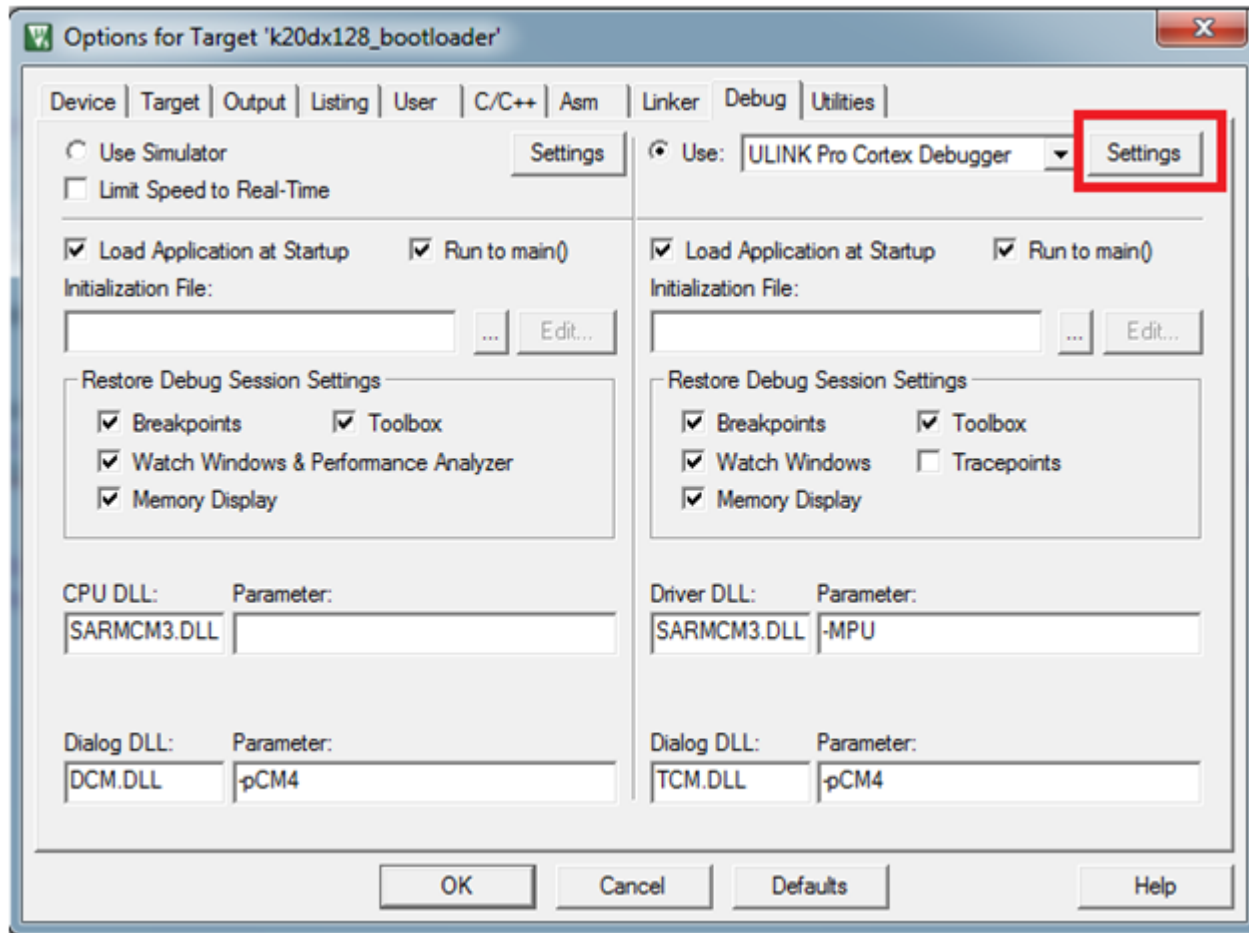 Options for Target 'k20dx128_bootloader'
Device Target Output Listing User C/C++ Asm Linker Debug Utilities
Use Simulator Settings Use: ULINK Pro Cortex Debugger Settings
Limit Speed to Real-Time
Load Application at Startup Run to main() Load Application at Startup Run to main()
Initialization File: Initialization File:
... Edit... ... Edit...
Restore Debug Session Settings Restore Debug Session Settings
Breakpoints Toolbox Breakpoints Toolbox
Watch Windows & Performance Analyzer Watch Windows Tracepoints
Memory Display Memory Display
CPU DLL: Parameter: Driver DLL: Parameter:
SARMCM3.DLL SARMCM3.DLL -MPU
Dialog DLL: Parameter: Dialog DLL: Parameter:
DCM.DLL -pCM4 TCM.DLL -pCM4
OK Cancel Defaults Help